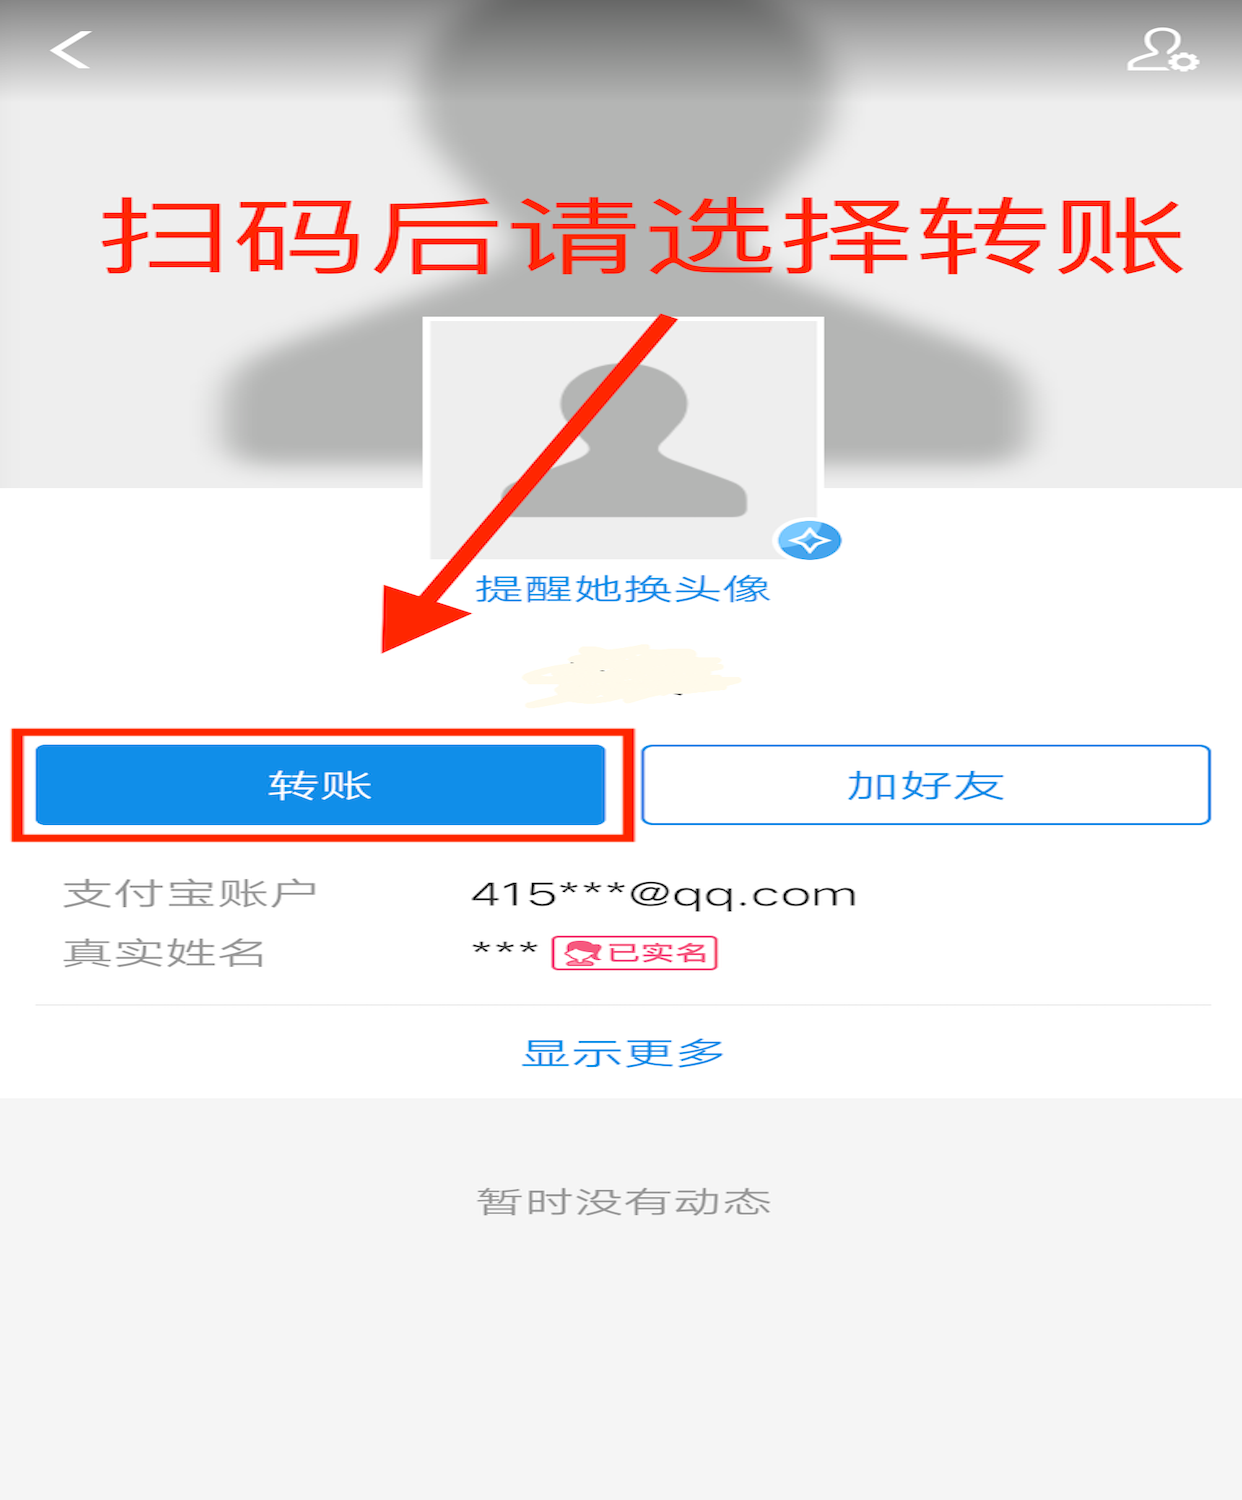 扫码后请选择转账
提醒她换头像
转账
加好友
支付宝账户 415***@qq.com
真实姓名 *** 已实名
显示更多
暂时没有动态